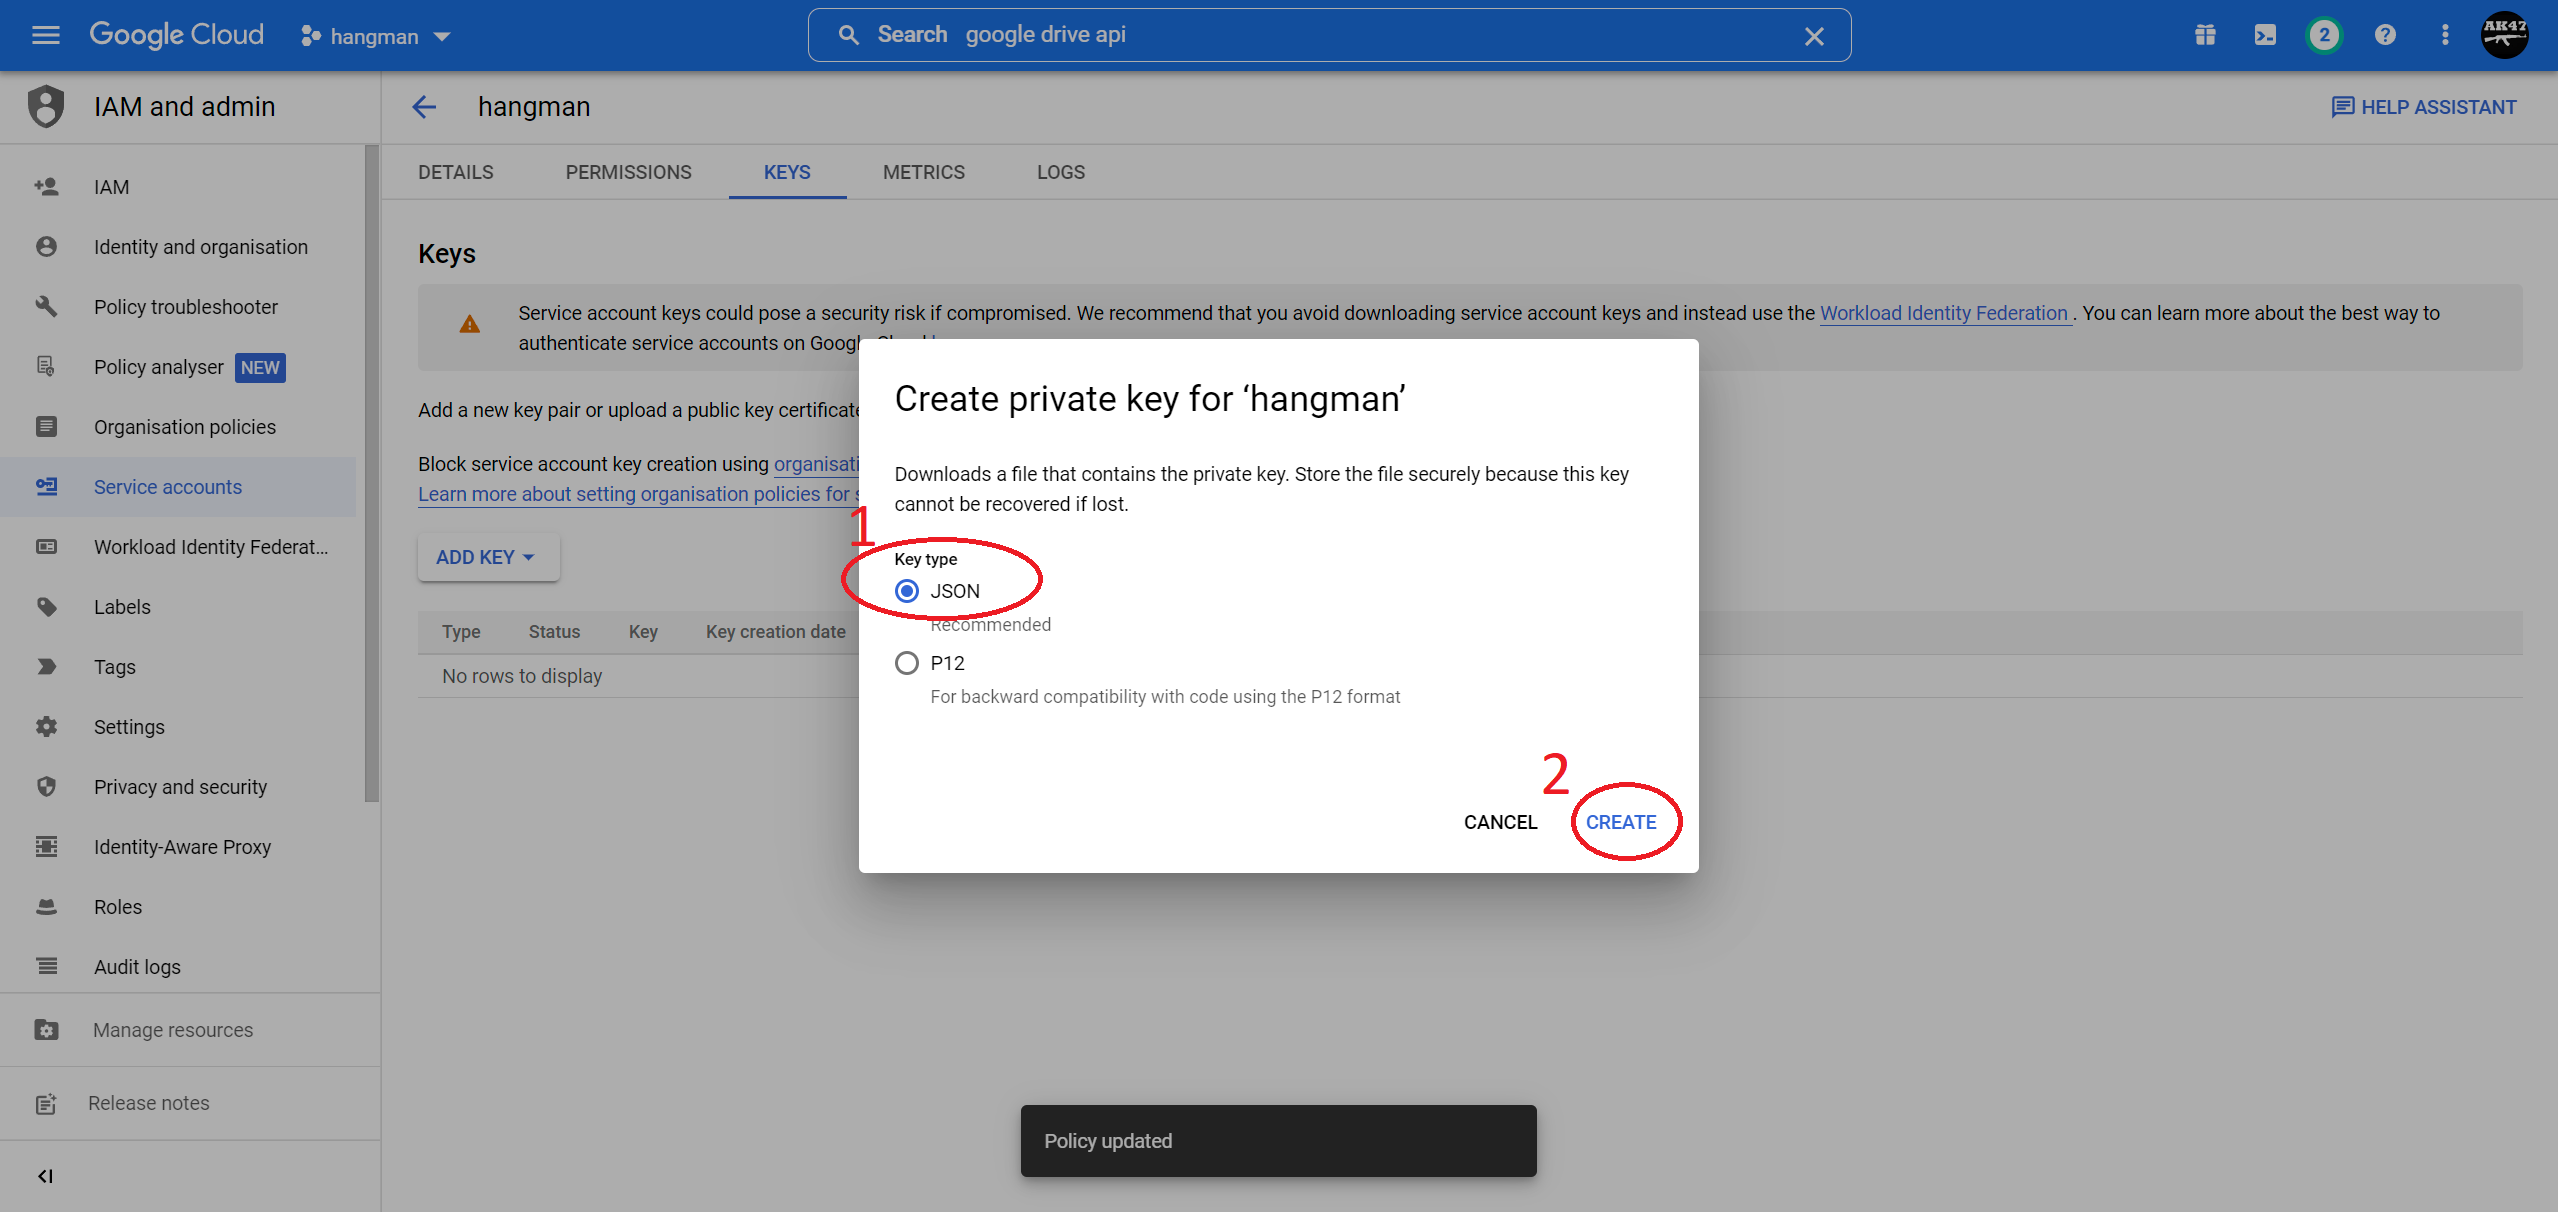 Google Cloud
hangman
Search google drive api
2
AK47
IAM and admin
hangman
HELP ASSISTANT
IAM
Identity and organisation
Policy troubleshooter
Policy analyser NEW
Organisation policies
Service accounts
Workload Identity Federat...
Labels
Tags
Settings
Privacy and security
Identity-Aware Proxy
Roles
Audit logs
Manage resources
Release notes
DETAILS PERMISSIONS KEYS METRICS LOGS
Keys
Service account keys could pose a security risk if compromised. We recommend that you avoid downloading service account keys and instead use the Workload Identity Federation . You can learn more about the best way to
authenticate service accounts on Google Cloud
Add a new key pair or upload a public key certificate
Block service account key creation using organisati
Learn more about setting organisation policies for s
ADD KEY
Type Status Key Key creation date
No rows to display
Create private key for ‘hangman’
Downloads a file that contains the private key. Store the file securely because this key
cannot be recovered if lost.
1
Key type
JSON
Recommended
P12
For backward compatibility with code using the P12 format
2
CANCEL CREATE
Policy updated